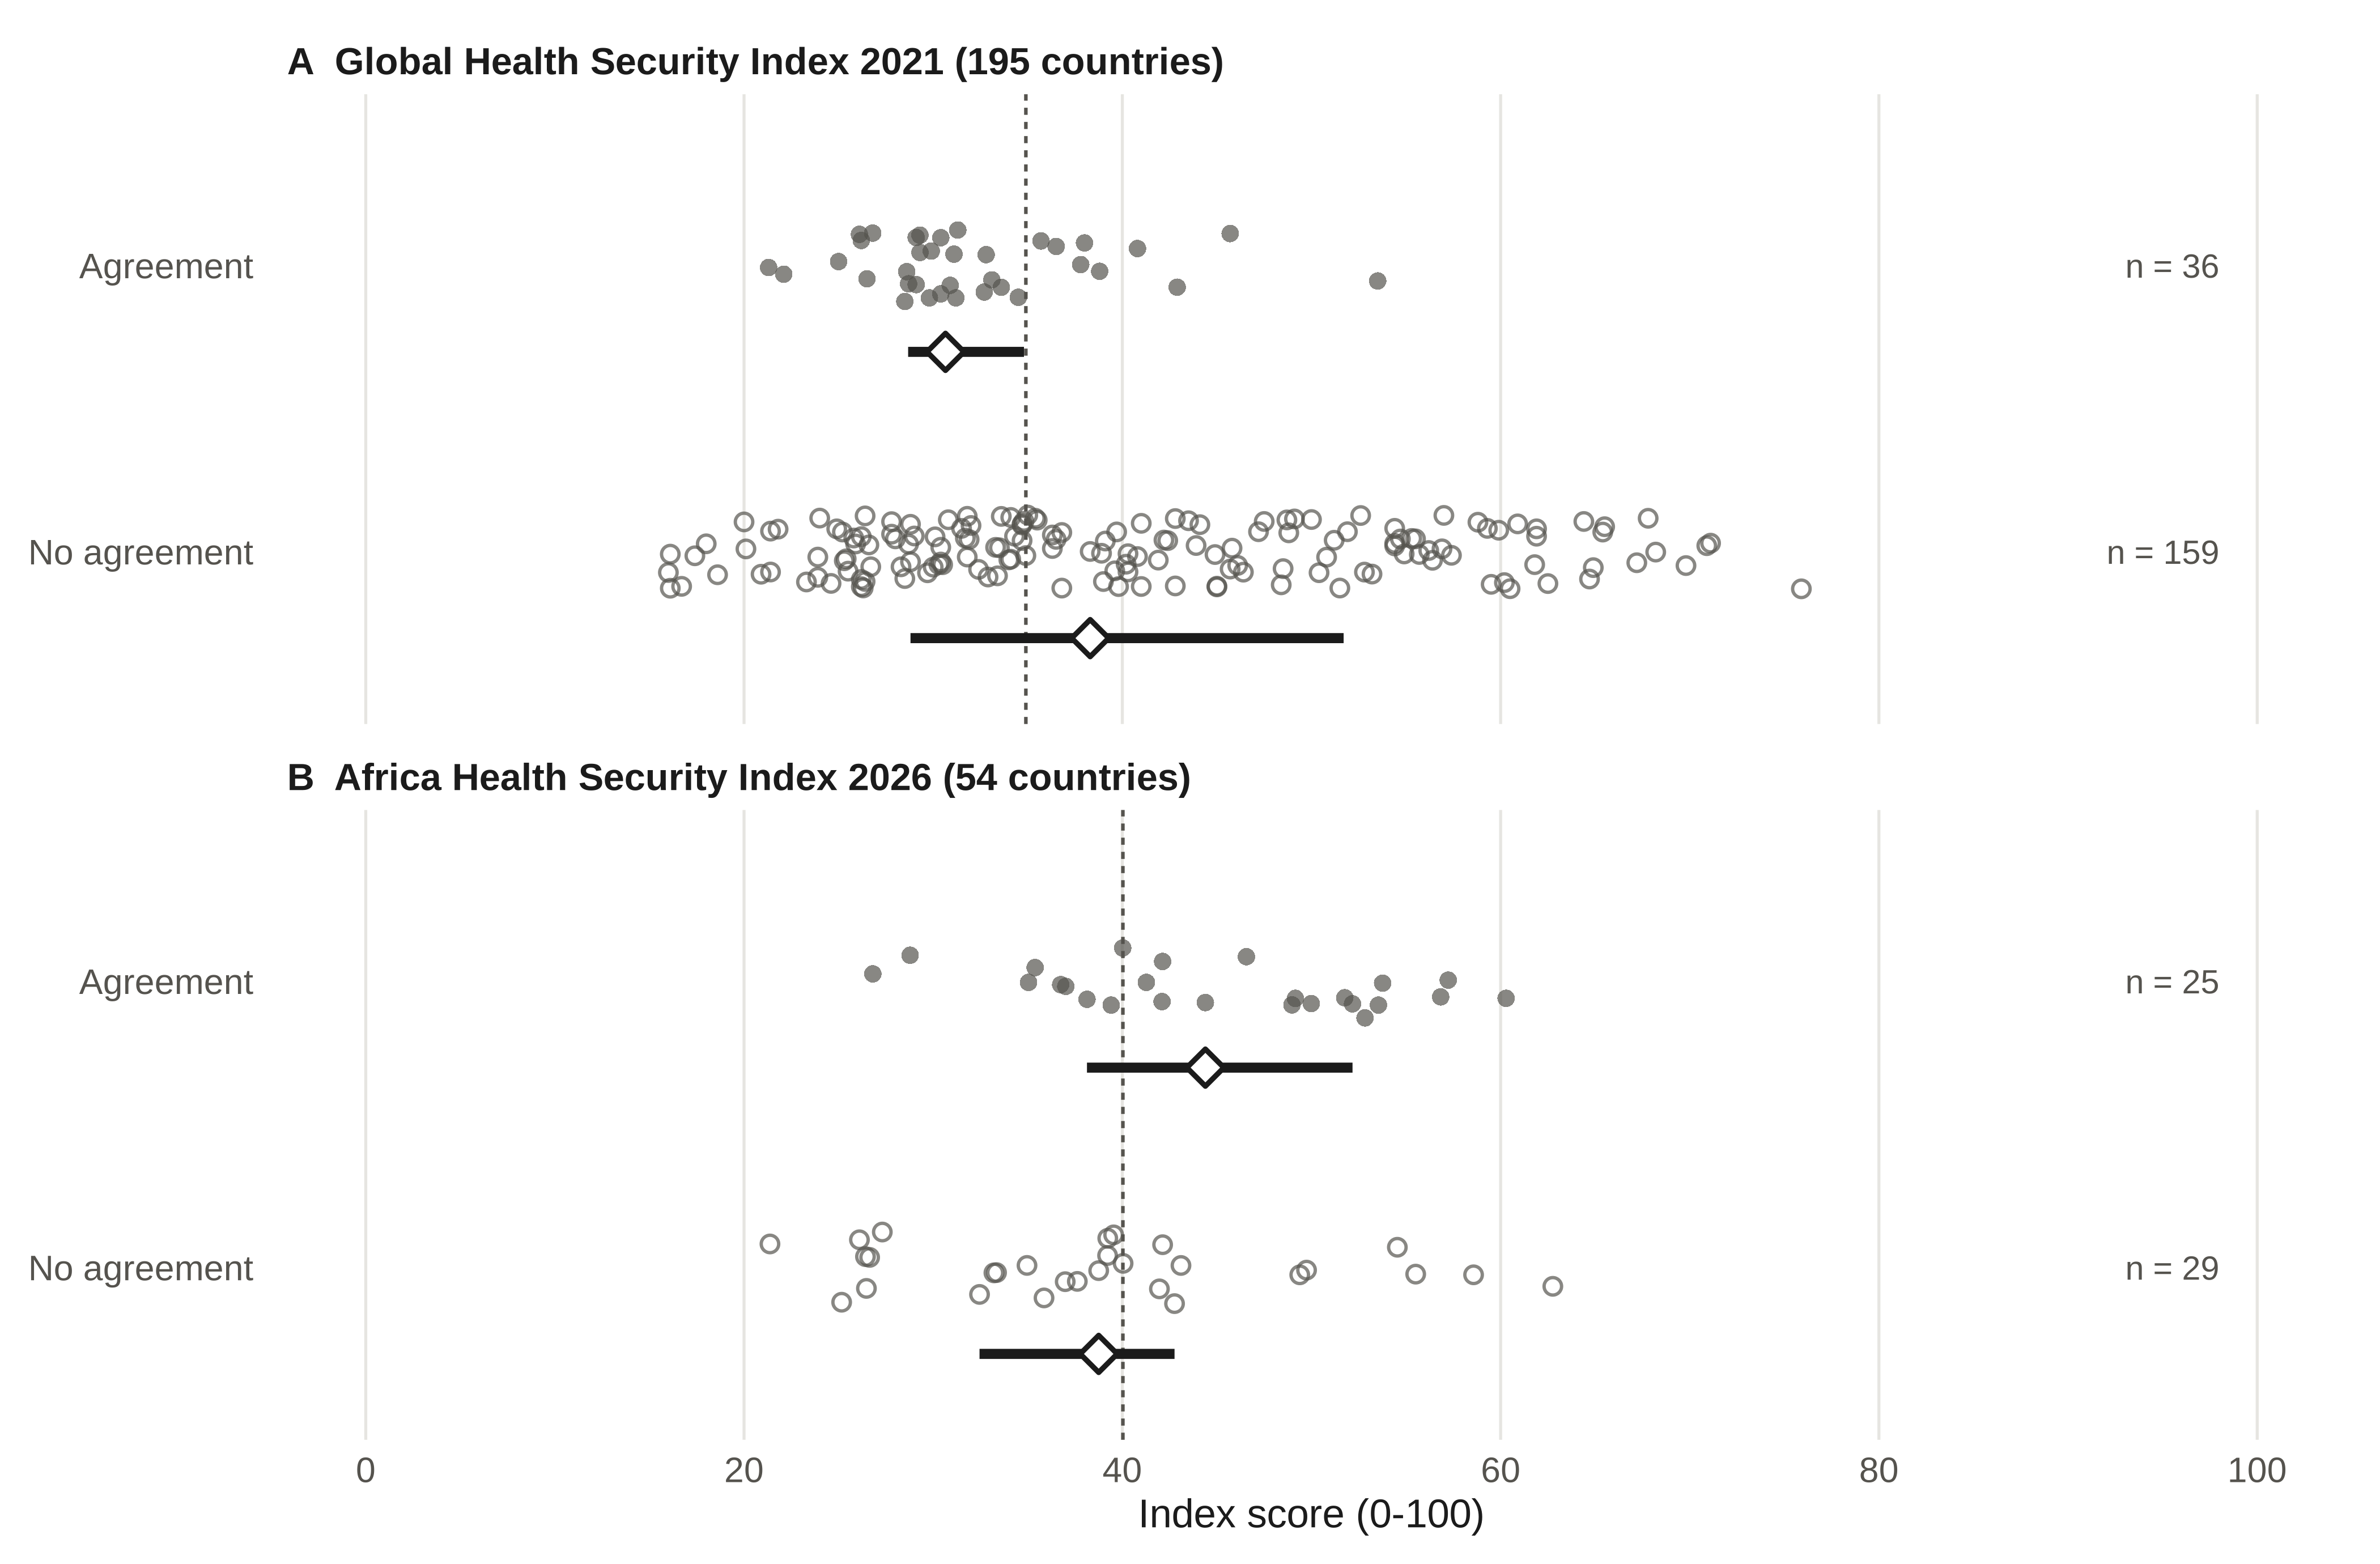 A Global Health Security Index 2021 (195 countries)
Agreement
n = 36
No agreement
n = 159
B Africa Health Security Index 2026 (54 countries)
Agreement
n = 25
No agreement
n = 29
0 20 40 60 80 100
Index score (0-100)